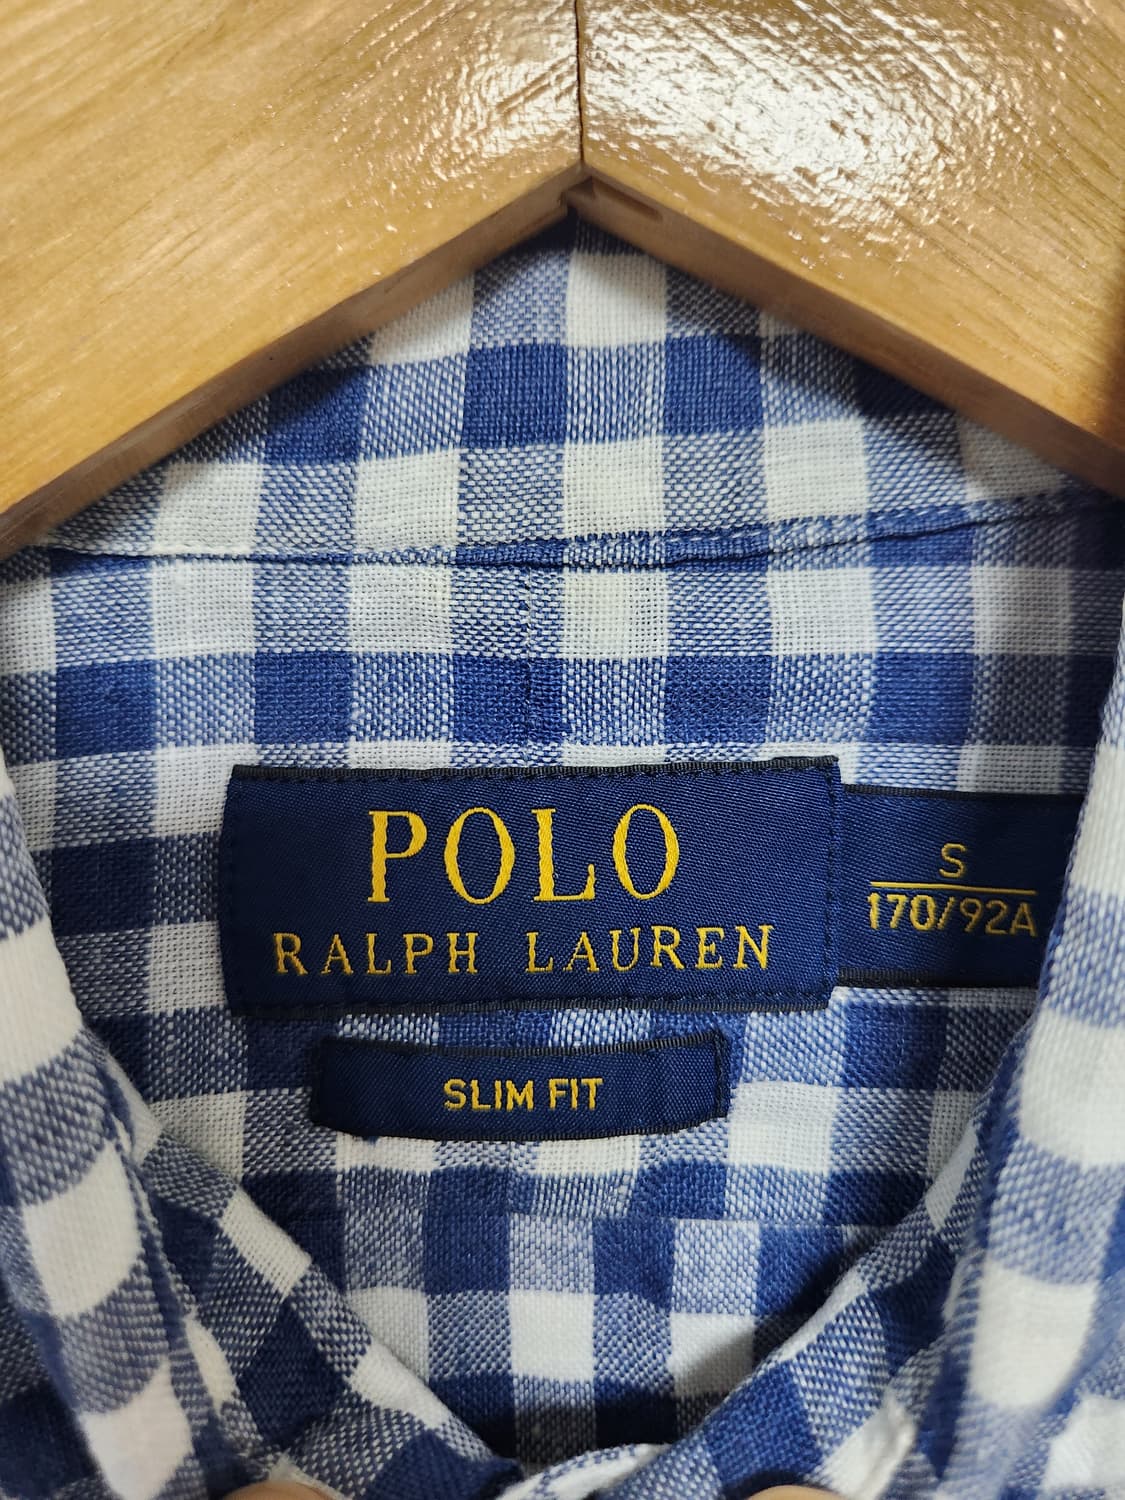 POLO
RALPH LAUREN
S
170/92A
SLIM FIT